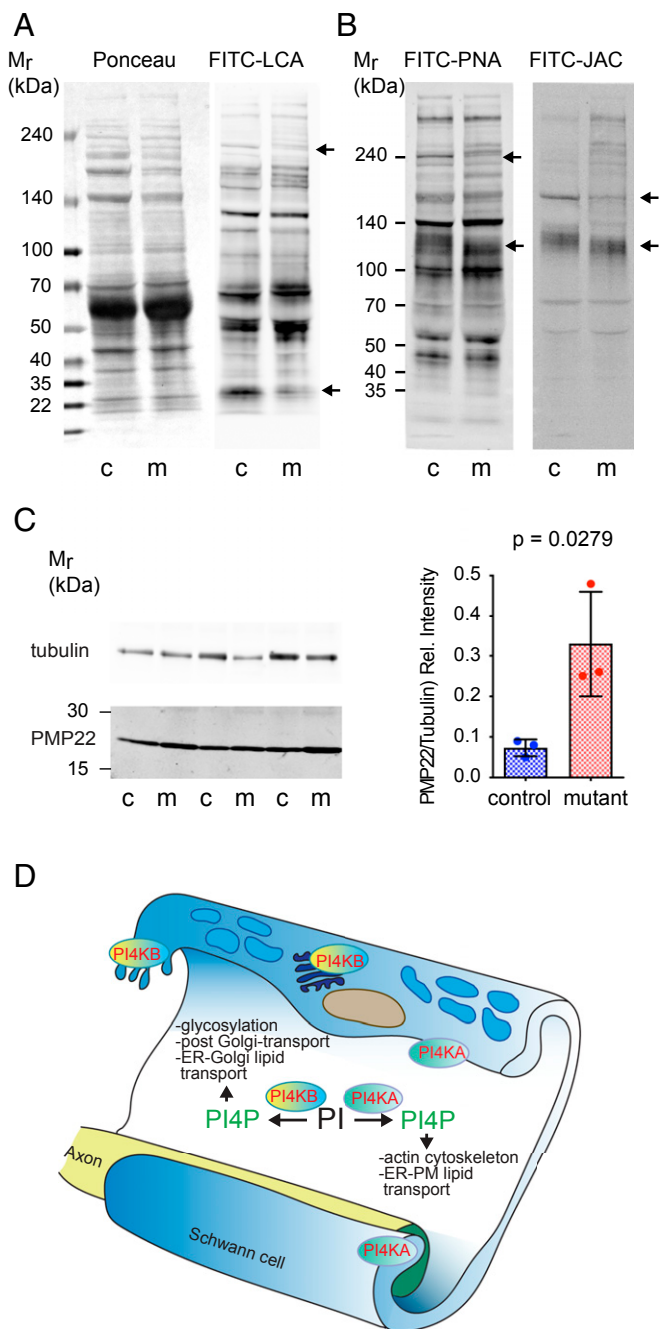 A
Mr
(kDa)
Ponceau
FITC-LCA
240
140
100
70
50
40
35
22
c m c m
B
Mr
(kDa)
FITC-PNA
FITC-JAC
240
140
100
70
50
40
35
c m c m
C
Mr
(kDa)
tubulin
30
PMP22
15
c m c m c m
p = 0.0279
PMP22/Tubulin) Rel. Intensity
0.5
0.4
0.3
0.2
0.1
0.0
control mutant
D
PI4KB
PI4KB
PI4KA
-glycosylation
-post Golgi-transport
-ER-Golgi lipid
transport
PI4KB PI4KA
PI4P PI PI4P
-actin cytoskeleton
-ER-PM lipid
transport
Axon
Schwann cell
PI4KA